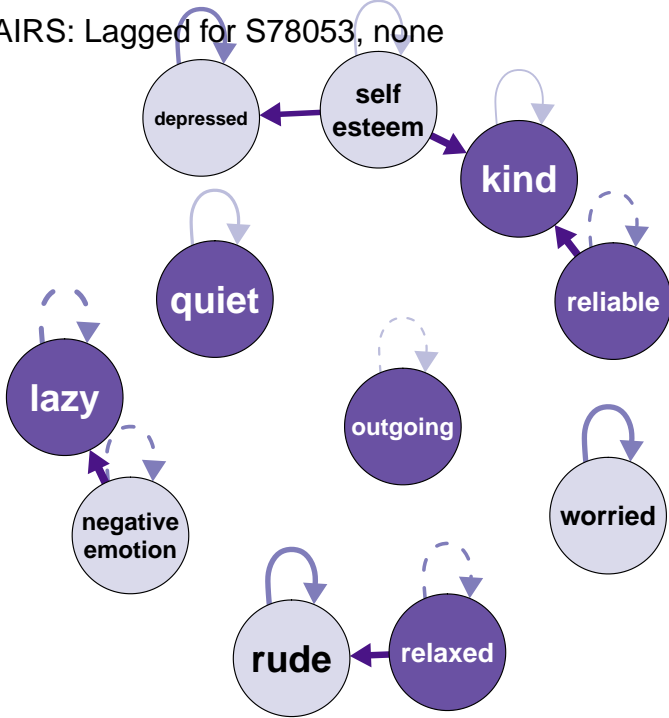 AIRS: Lagged for S78053, none
depressed
self
esteem
kind
quiet
reliable
lazy
outgoing
negative
emotion
worried
rude
relaxed